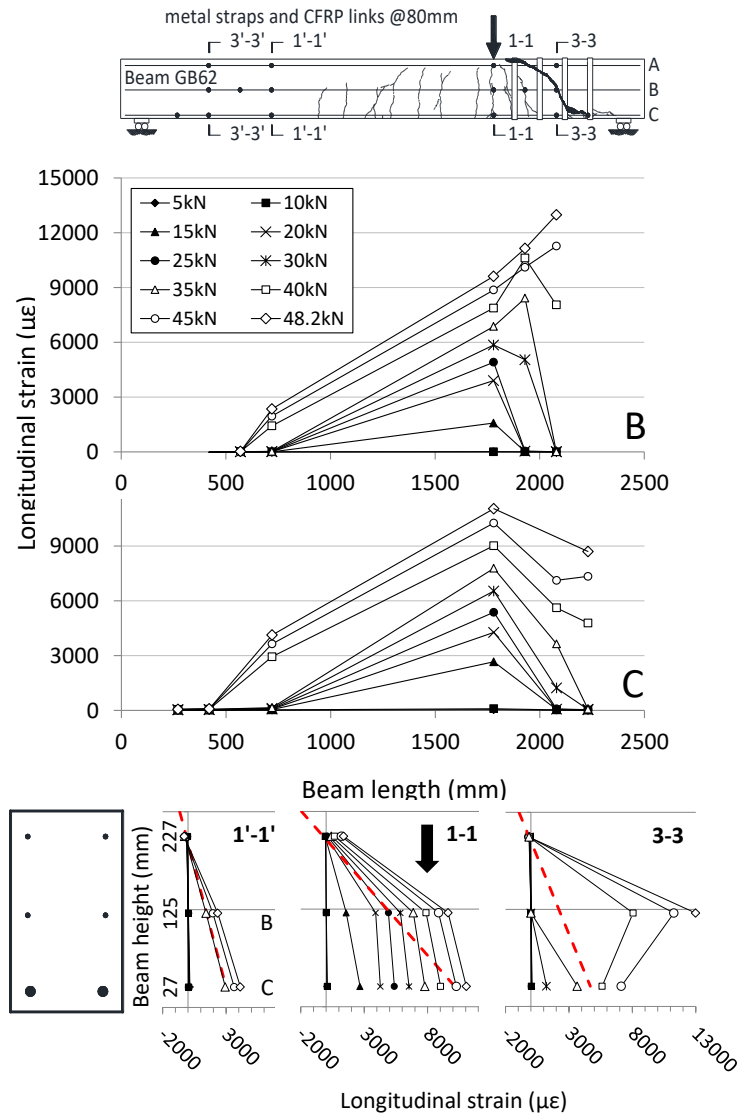 metal straps and CFRP links @80mm
3'-3' 1'-1' 1-1 3-3
A
Beam GB62
B
C
3'-3' 1'-1' 1-1 3-3
15000
5kN 10kN
15kN 20kN
25kN 30kN
35kN 40kN
45kN 48.2kN
12000
9000
6000
3000
0
B
0 500 1000 1500 2000 2500
Longitudinal strain (με)
9000
6000
3000
0
C
0 500 1000 1500 2000 2500
Beam length (mm)
Beam height (mm)
227
125
27
1'-1' 1-1 3-3
B
C
-2000 3000 -2000 3000 8000 -2000 3000 8000 13000
Longitudinal strain (με)